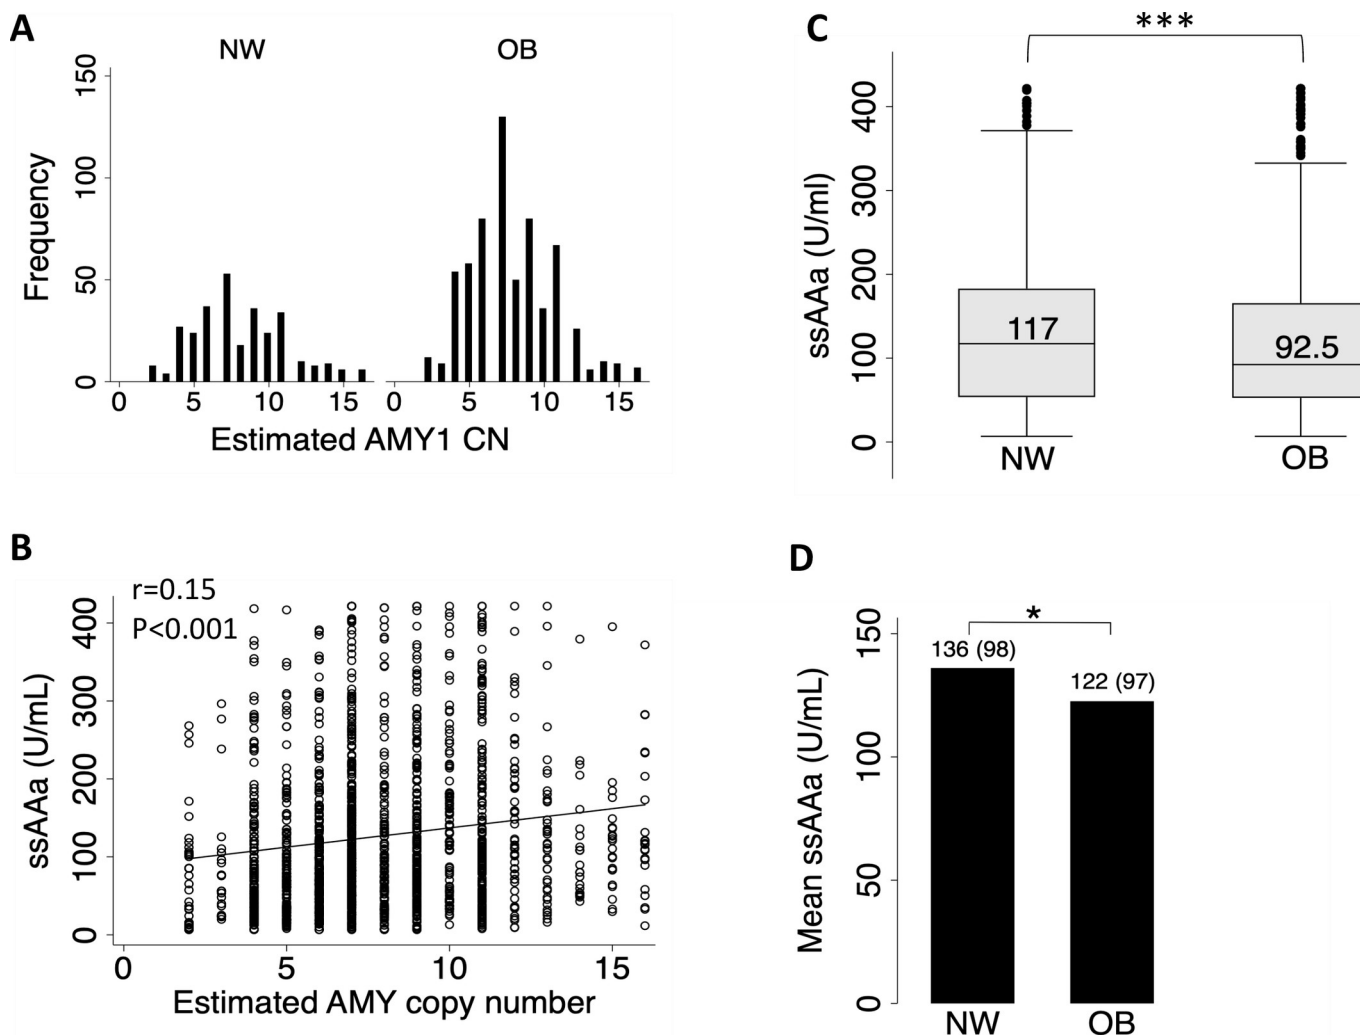 A
NW
OB
Frequency
150
100
50
0
0 5 10 15
0 5 10 15
Estimated AMY1 CN
B
r=0.15
P<0.001
ssAAa (U/mL)
400
300
200
100
0
0 5 10 15
Estimated AMY copy number
C
***
ssAAa (U/ml)
400
300
200
100
0
117
92.5
NW
OB
D
*
Mean ssAAa (U/mL)
150
100
50
0
136 (98)
122 (97)
NW
OB